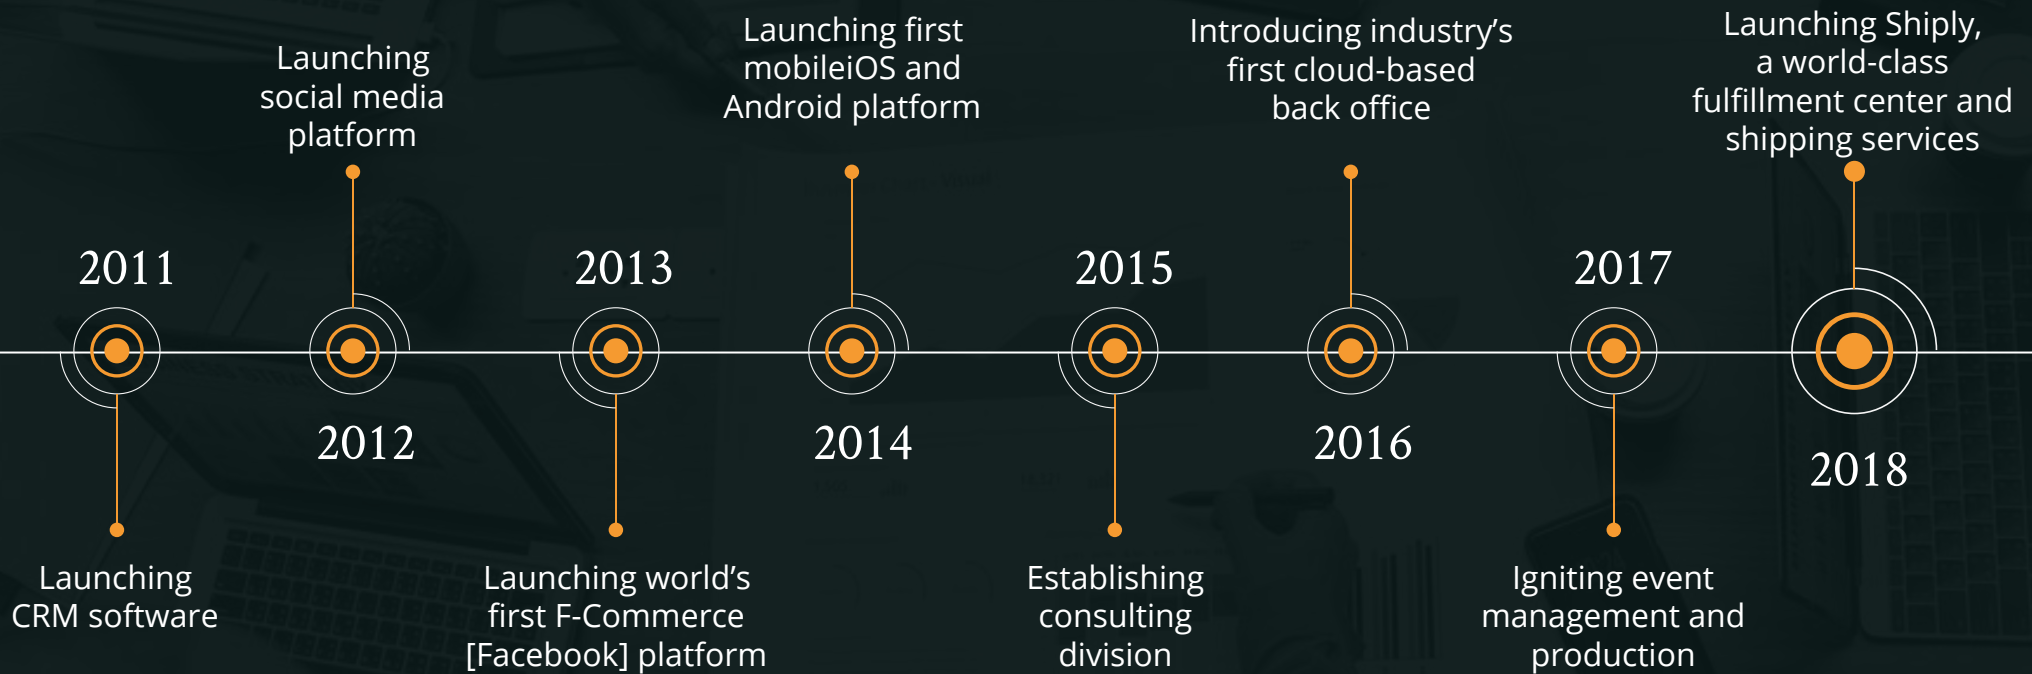 2011
Launching
CRM software
Launching
social media
platform
2012
2013
Launching world’s
first F-Commerce
[Facebook] platform
Launching first
mobileiOS and
Android platform
2014
2015
Establishing
consulting
division
Introducing industry’s
first cloud-based
back office
2016
2017
Igniting event
management and
production
Launching Shiply,
a world-class
fulfillment center and
shipping services
2018